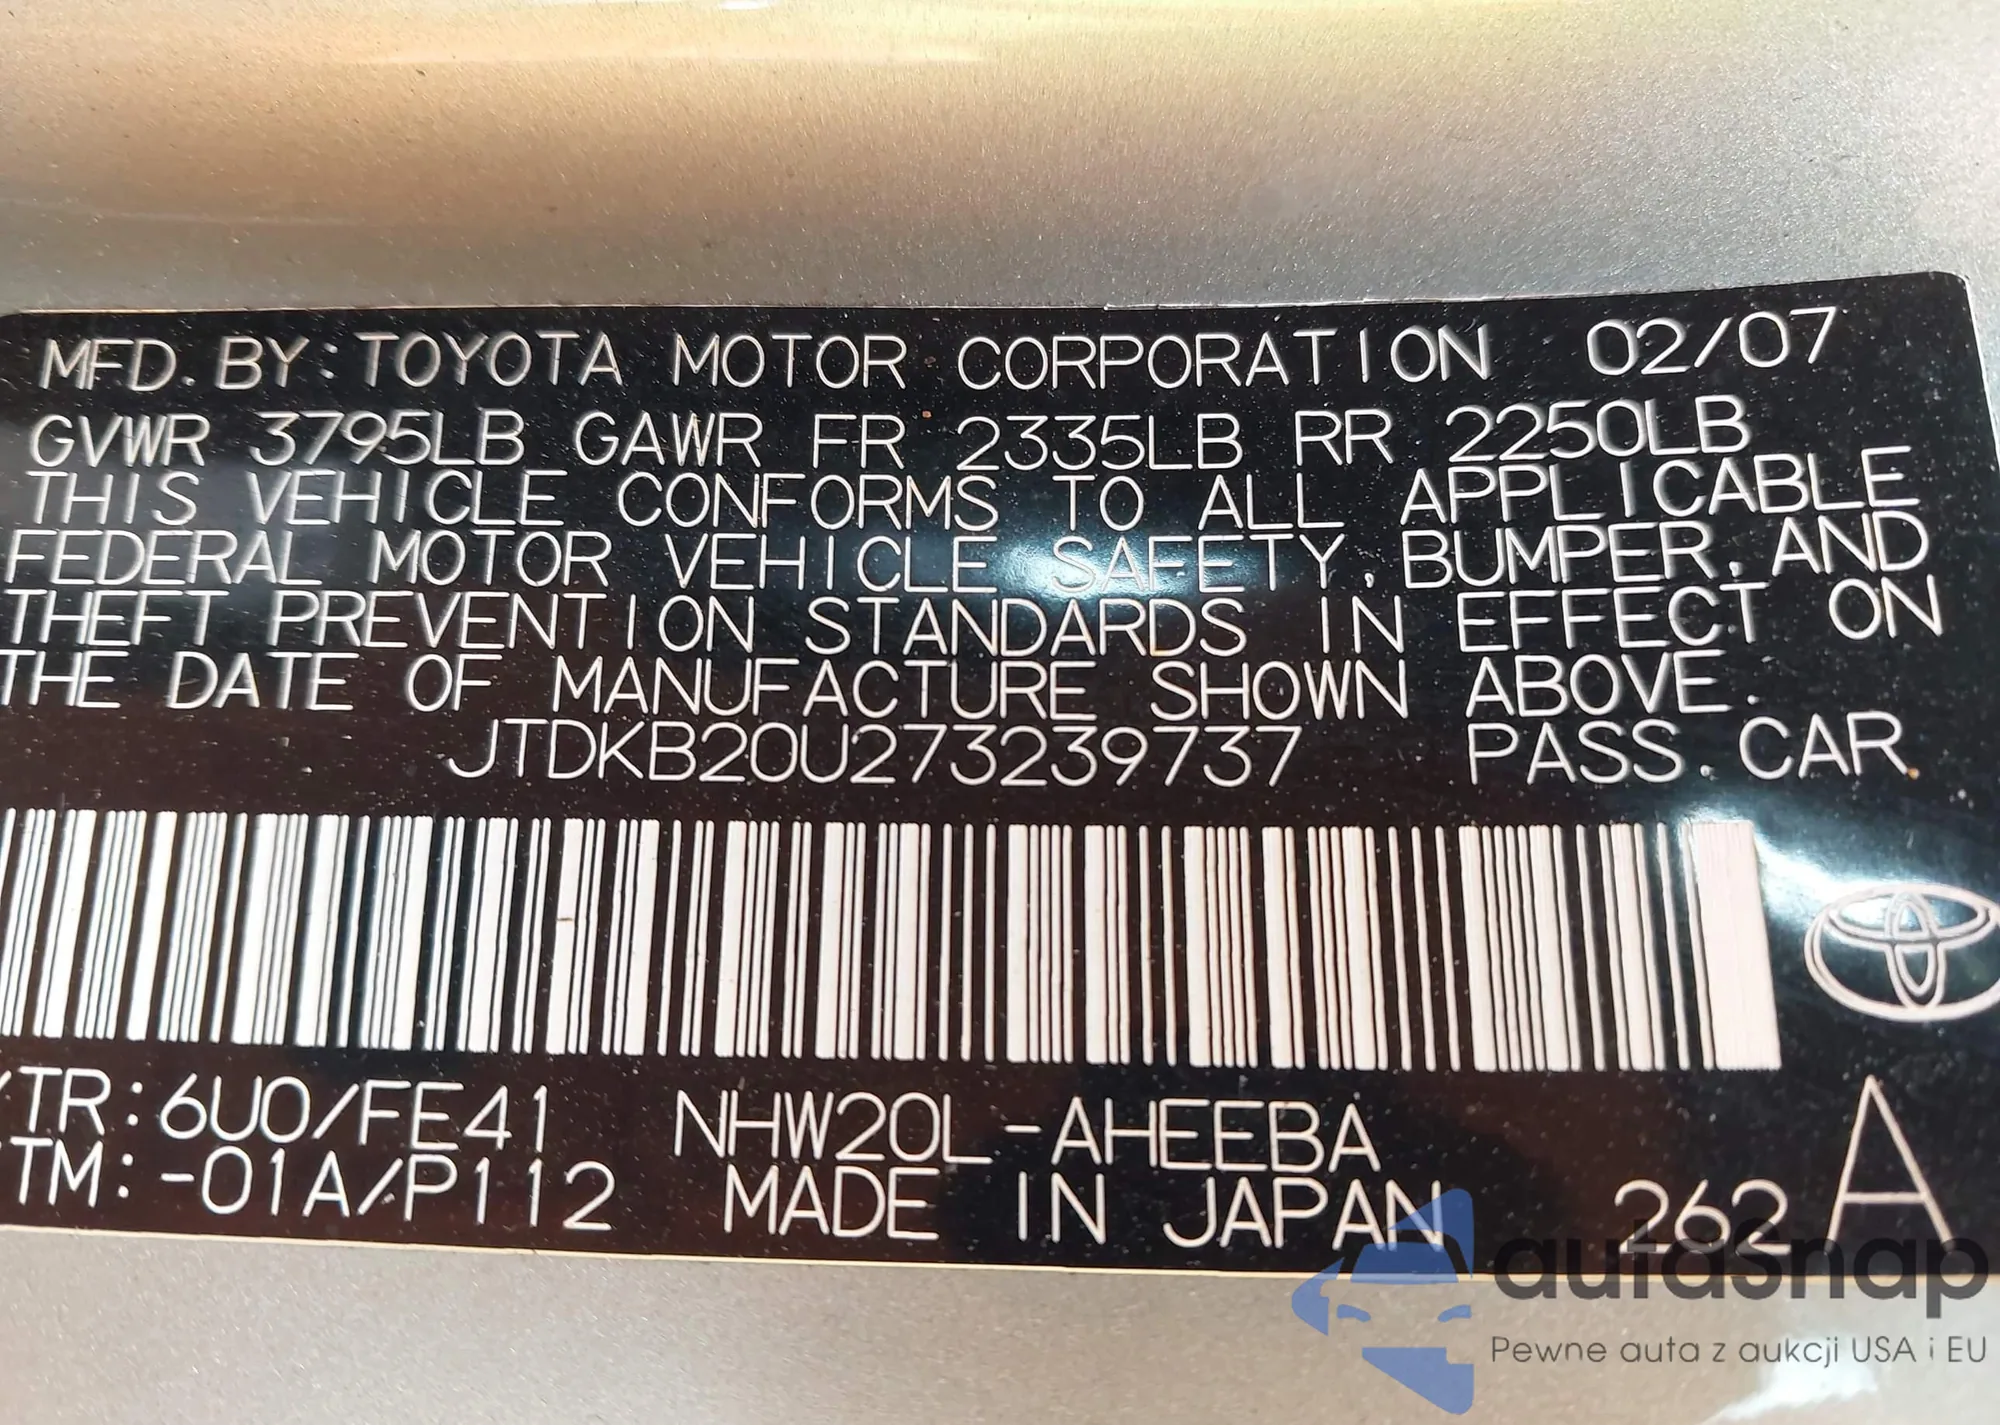 MFD. BY: TOYOTA MOTOR CORPORATION 02/07
GVWR 3795LB GAWR FR 2335LB RR 2250LB
THIS VEHICLE CONFORMS TO ALL APPLICABLE
FEDERAL MOTOR VEHICLE SAFETY, BUMPER, AND
THEFT PREVENTION STANDARDS IN EFFECT ON
THE DATE OF MANUFACTURE SHOWN ABOVE.
JTDKB20U273239737 PASS. CAR
/TR: 6U0/FE41 NHW20L-AHEEBA
/TM: -01A/P112 MADE IN JAPAN 262 A
autaSnap
Pewne auta z aukcji USA i EU